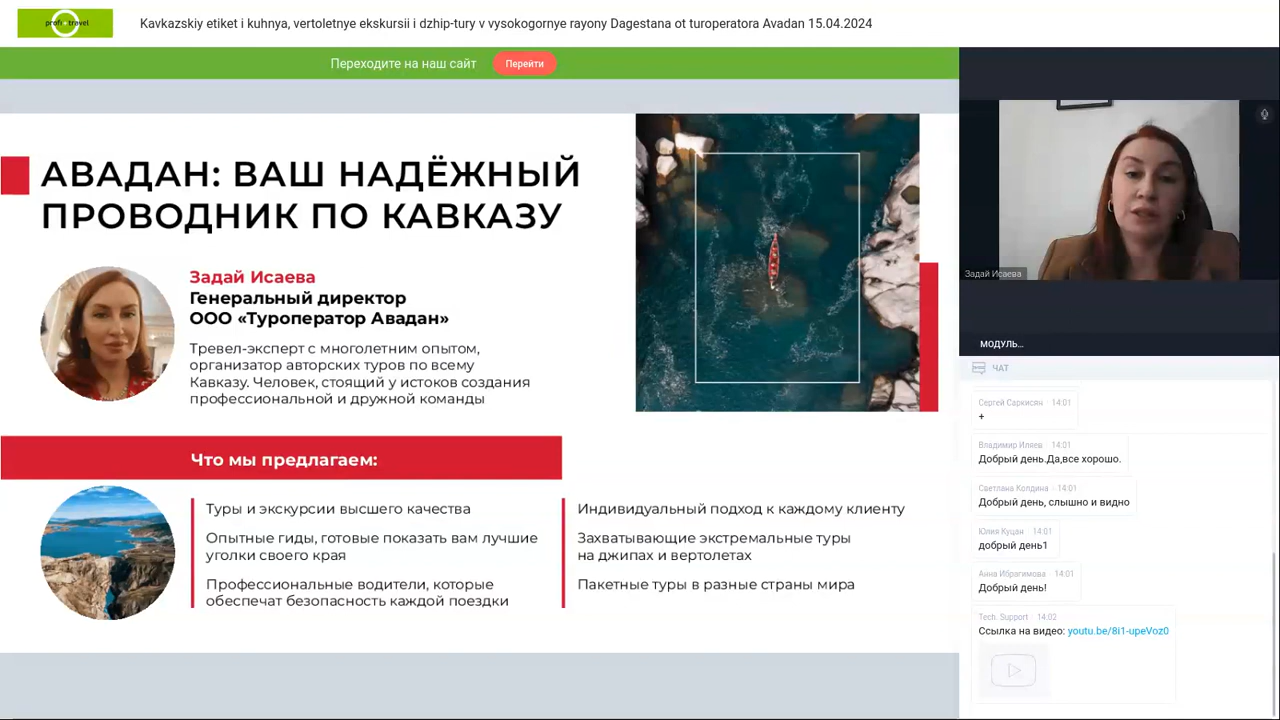 profi travel
Kavkazskiy etiket i kuhnya, vertoletnye ekskursii i dzhip-tury v vysokogornye rayony Dagestana ot turoperatora Avadan 15.04.2024
Переходите на наш сайт
Перейти
АВАДАН: ВАШ НАДЁЖНЫЙ
ПРОВОДНИК ПО КАВКАЗУ
Задай Исаева
Генеральный директор
ООО «Туроператор Авадан»
Тревел-эксперт с многолетним опытом,
организатор авторских туров по всему
Кавказу. Человек, стоящий у истоков создания
профессиональной и дружной команды
Что мы предлагаем:
Туры и экскурсии высшего качества
Опытные гиды, готовые показать вам лучшие
уголки своего края
Профессиональные водители, которые
обеспечат безопасность каждой поездки
Индивидуальный подход к каждому клиенту
Захватывающие экстремальные туры
на джипах и вертолетах
Пакетные туры в разные страны мира
Задай Исаева
МОДУЛЬ...
ЧАТ
Сергей Саркисян 14:01
+
Владимир Иляев 14:01
Добрый день.Да,все хорошо.
Светлана Колдина 14:01
Добрый день, слышно и видно
Юлия Куцан 14:01
добрый день1
Анна Ибрагимова 14:01
Добрый день!
Tech. Support 14:02
Ссылка на видео: youtu.be/8i1-upeVoz0